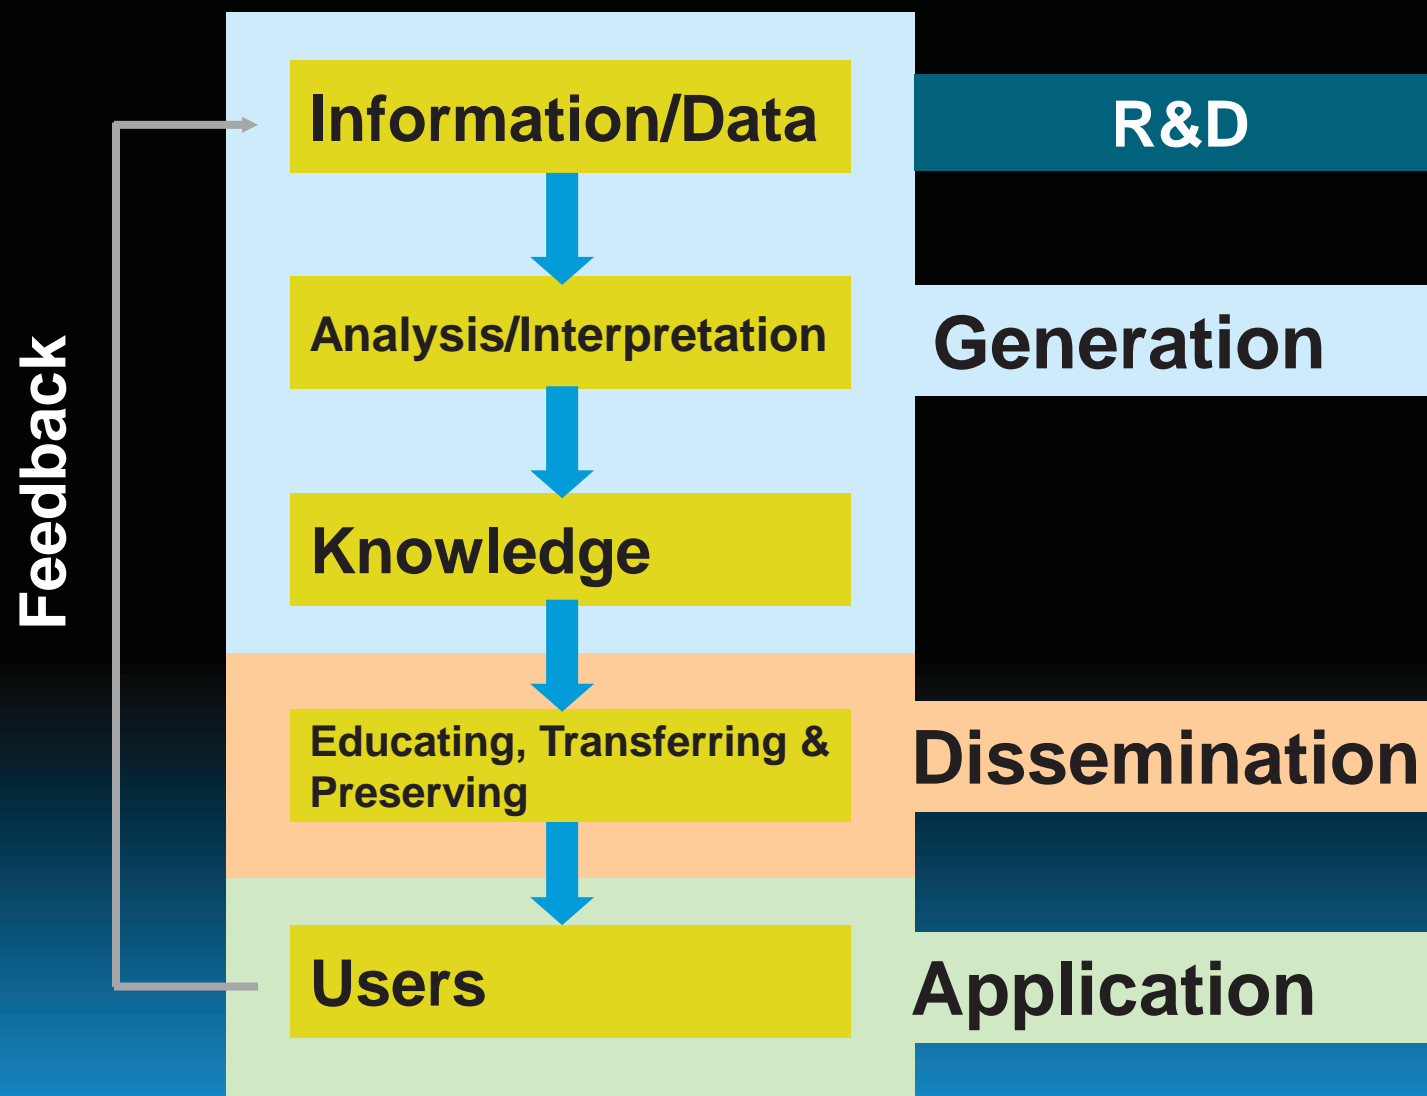 Information/Data
R&D
Analysis/Interpretation
Generation
Feedback
Knowledge
Educating, Transferring &
Preserving
Dissemination
Users
Application